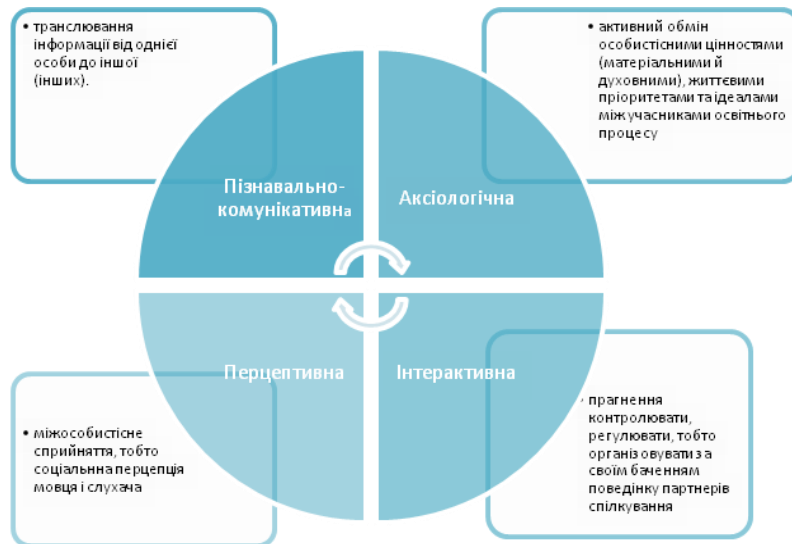 • транслювання
інформації від однієї
особи до іншої
(інших).
• активний обмін
особистісними цінностями
(матеріальними й
духовними), життєвими
пріоритетами та ідеалами
між учасниками освітнього
процесу
Пізнавально-
комунікативна
Аксіологічна
Перцептивна
Інтерактивна
• міжособистісне
сприйняття, тобто
соціальнна перцепція
мовця і слухача
• прагнення
контролювати,
регулювати, тобто
організовувати за
своїм баченням
поведінку партнерів
спілкування